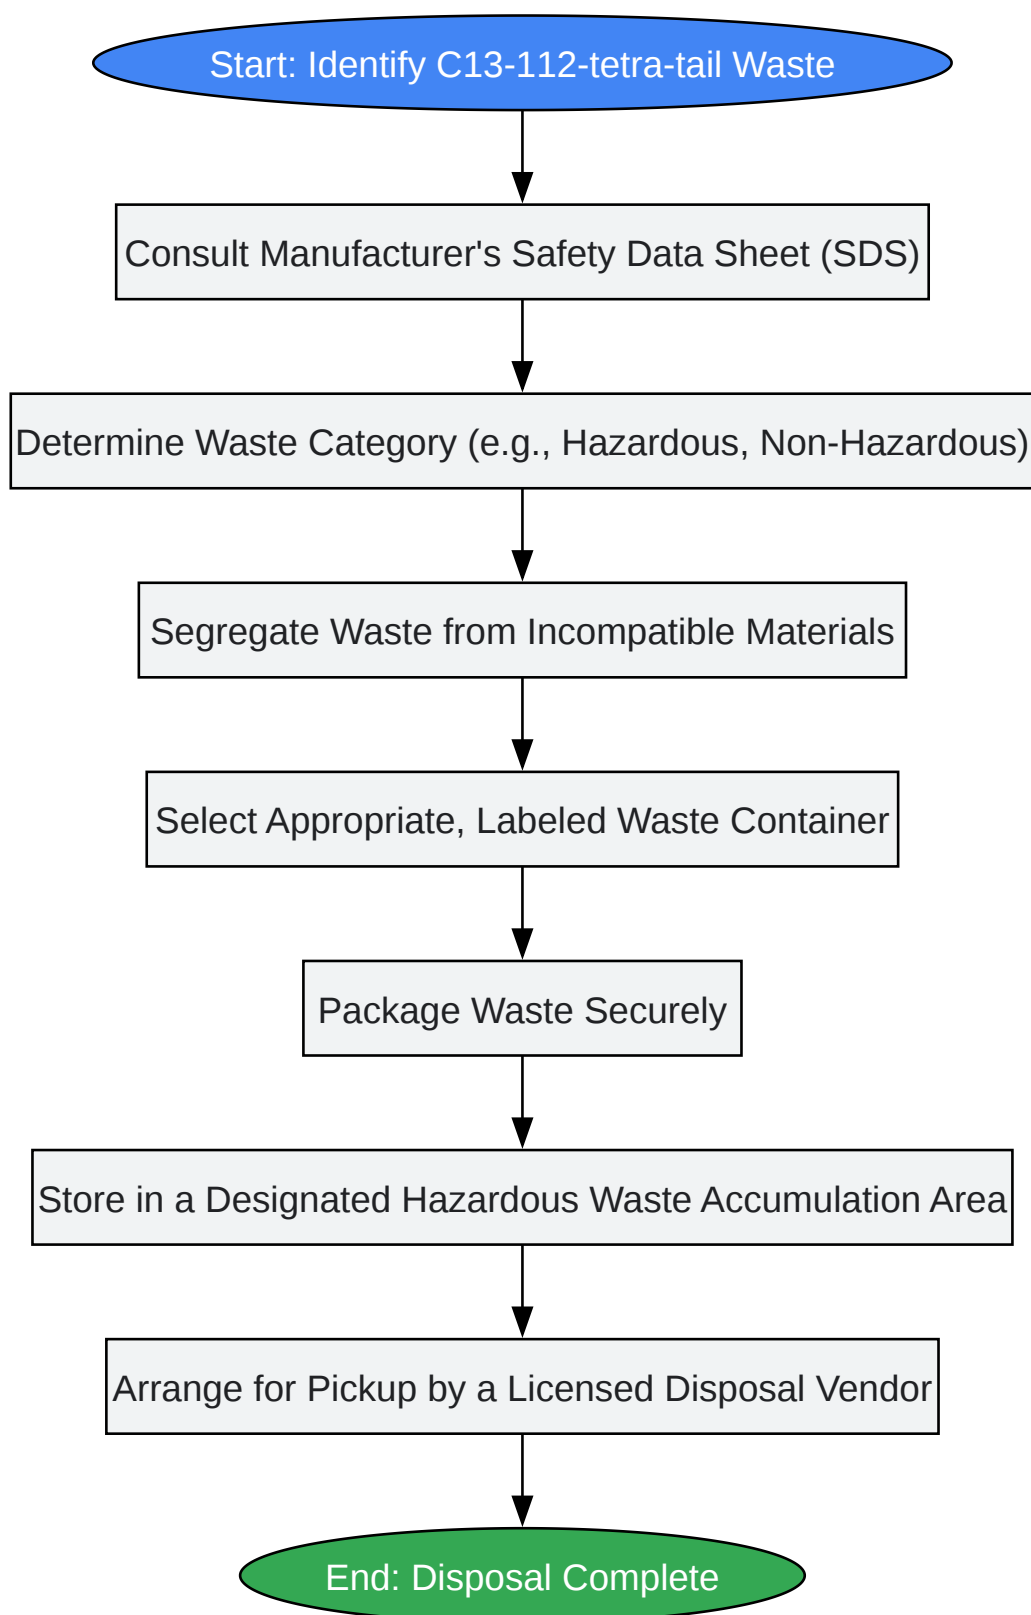 Start: Identify C13-112-tetra-tail Waste
Consult Manufacturer's Safety Data Sheet (SDS)
Determine Waste Category (e.g., Hazardous, Non-Hazardous)
Segregate Waste from Incompatible Materials
Select Appropriate, Labeled Waste Container
Package Waste Securely
Store in a Designated Hazardous Waste Accumulation Area
Arrange for Pickup by a Licensed Disposal Vendor
End: Disposal Complete